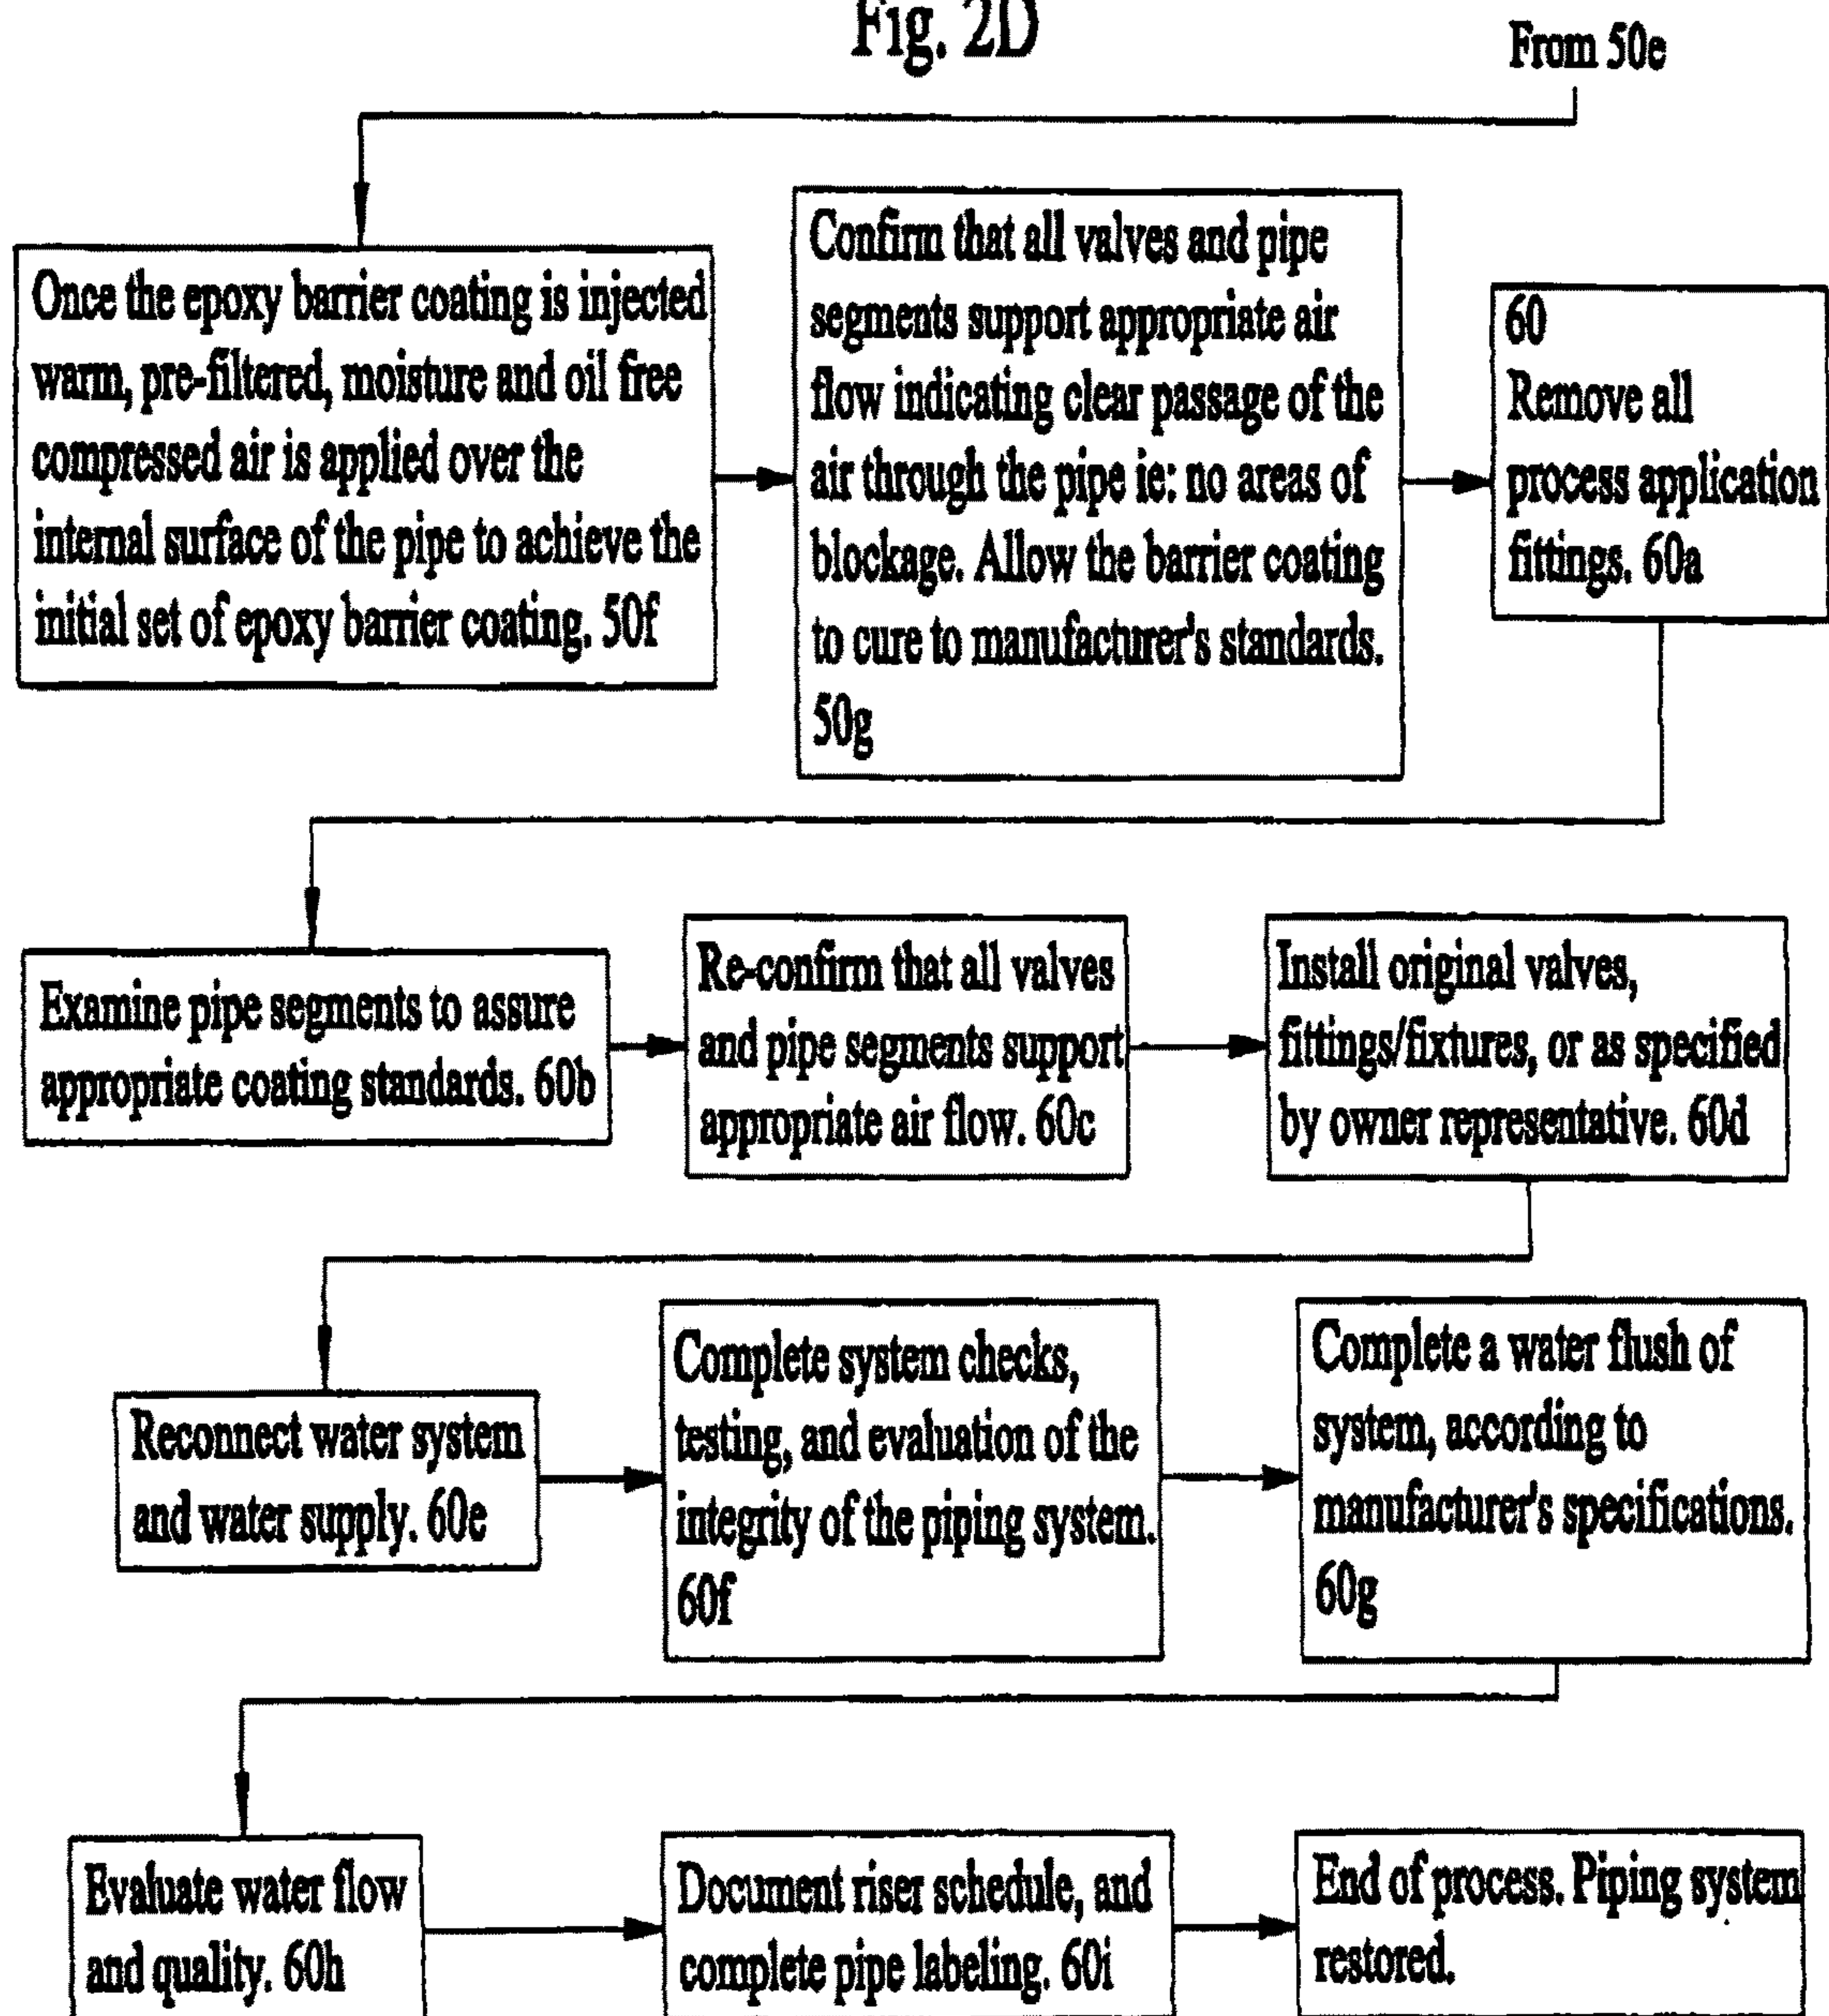 Fig. 2D
From 50e
Once the epoxy barrier coating is injected
warm, pre-filtered, moisture and oil free
compressed air is applied over the
internal surface of the pipe to achieve the
initial set of epoxy barrier coating. 50f
Confirm that all valves and pipe
segments support appropriate air
flow indicating clear passage of the
air through the pipe ie: no areas of
blockage. Allow the barrier coating
to cure to manufacturer's standards.
50g
60
Remove all
process application
fittings. 60a
Examine pipe segments to assure
appropriate coating standards. 60b
Re-confirm that all valves
and pipe segments support
appropriate air flow. 60c
Install original valves,
fittings/fixtures, or as specified
by owner representative. 60d
Reconnect water system
and water supply. 60e
Complete system checks,
testing, and evaluation of the
integrity of the piping system.
60f
Complete a water flush of
system, according to
manufacturer's specifications.
60g
Evaluate water flow
and quality. 60h
Document riser schedule, and
complete pipe labeling. 60i
End of process. Piping system
restored.